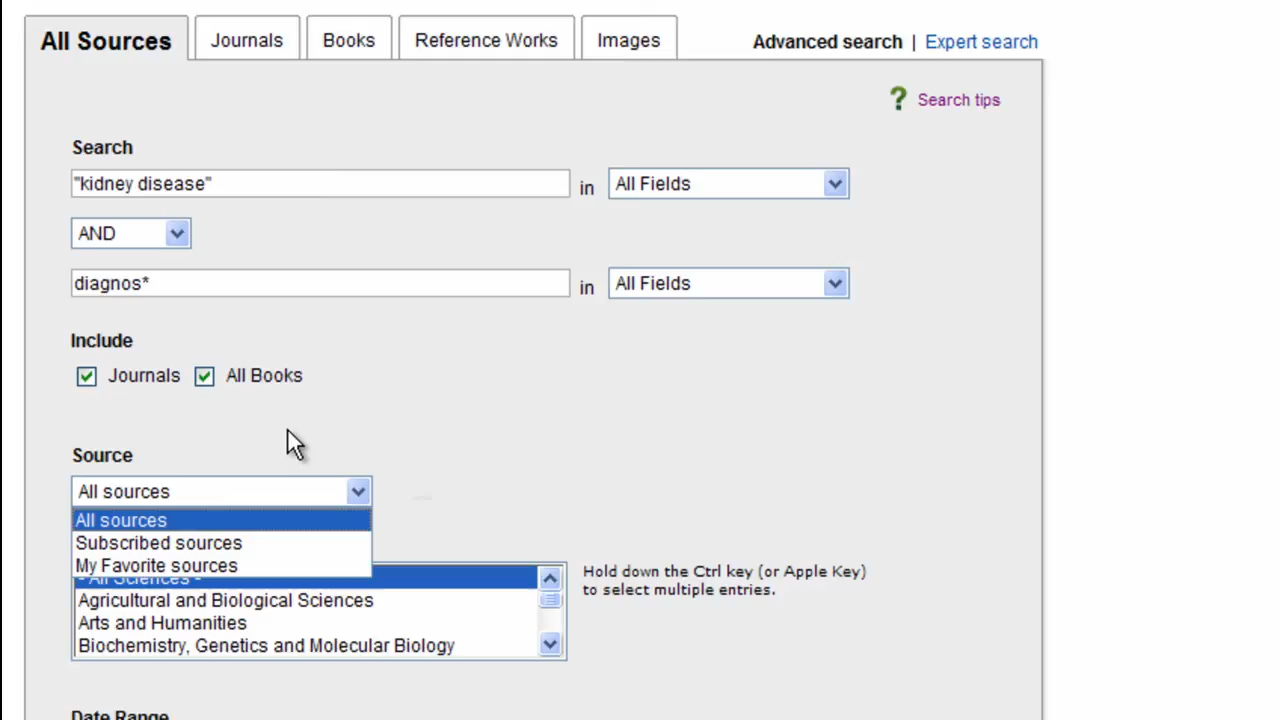 All Sources Journals Books Reference Works Images Advanced search | Expert search
? Search tips
Search
"kidney disease" in All Fields
AND
diagnos* in All Fields
Include
Journals All Books
Source
All sources
All sources
Subscribed sources
My Favorite sources
- All Sciences -
Hold down the Ctrl key (or Apple Key)
to select multiple entries.
Agricultural and Biological Sciences
Arts and Humanities
Biochemistry, Genetics and Molecular Biology
Date Range